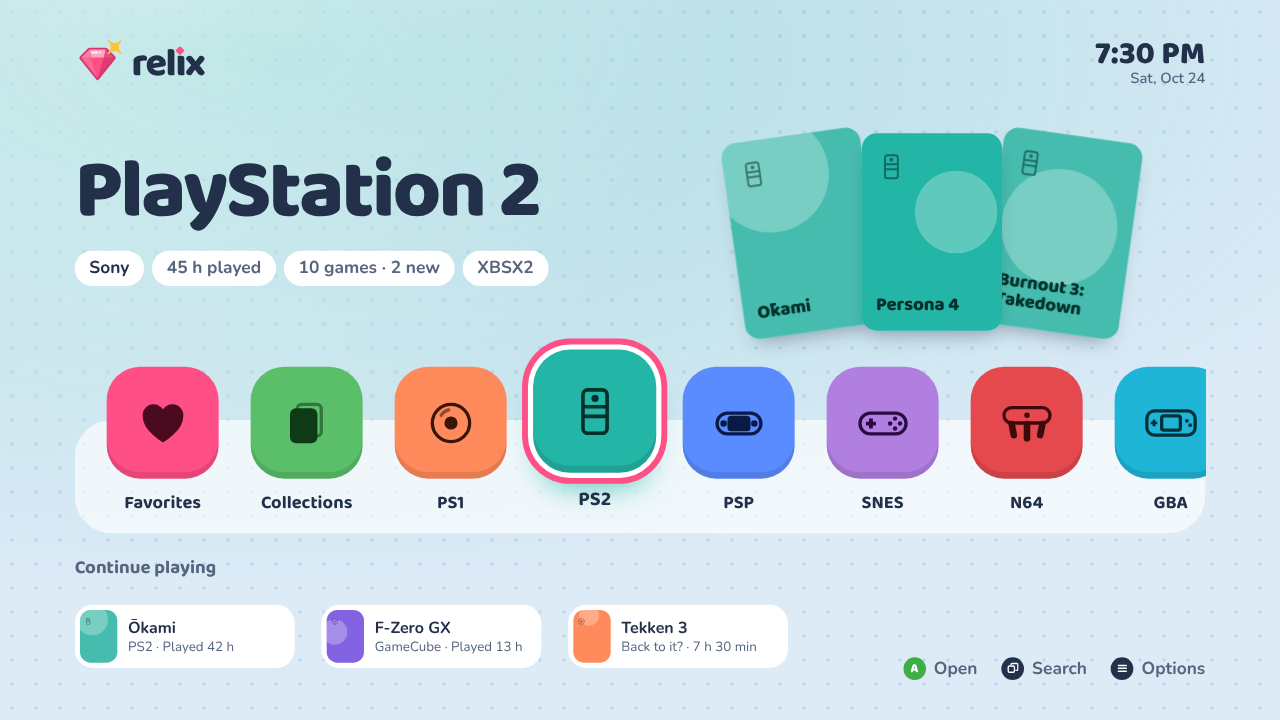 relix
7:30 PM
Sat, Oct 24
PlayStation 2
Sony
45 h played
10 games · 2 new
XBSX2
Ōkami
Persona 4
Burnout 3:
Takedown
Favorites
Collections
PS1
PS2
PSP
SNES
N64
GBA
Continue playing
Ōkami
PS2 · Played 42 h
F-Zero GX
GameCube · Played 13 h
Tekken 3
Back to it? · 7 h 30 min
A Open
Search
Options